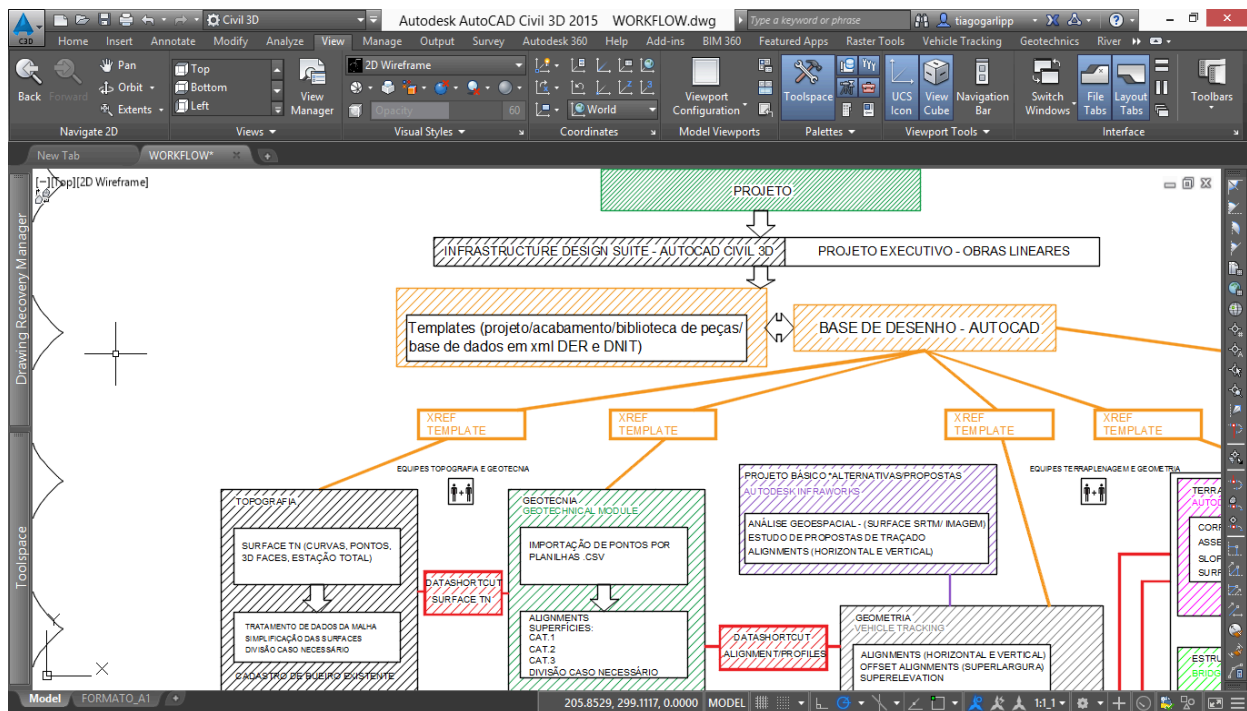 Civil 3D
Autodesk AutoCAD Civil 3D 2015 WORKFLOW.dwg
Type a keyword or phrase
tiagogarlipp
C3D
Home Insert Annotate Modify Analyze View Manage Output Survey Autodesk 360 Help Add-ins BIM 360 Featured Apps Raster Tools Vehicle Tracking Geotechnics River
Back
Forward
Pan
Orbit
Extents
Navigate 2D
Top
Bottom
Left
View
Manager
Views
2D Wireframe
Opacity 60
Visual Styles
World
Coordinates
Viewport
Configuration
Model Viewports
Toolspace
Palettes
UCS
Icon
View
Cube
Navigation
Bar
Viewport Tools
Switch
Windows
File
Tabs
Layout
Tabs
Interface
Toolbars
New Tab
WORKFLOW*
[−][Top][2D Wireframe]
Drawing Recovery Manager
Toolspace
PROJETO
INFRASTRUCTURE DESIGN SUITE - AUTOCAD CIVIL 3D
PROJETO EXECUTIVO - OBRAS LINEARES
Templates (projeto/acabamento/biblioteca de peças/
base de dados em xml DER e DNIT)
BASE DE DESENHO - AUTOCAD
XREF
TEMPLATE
XREF
TEMPLATE
XREF
TEMPLATE
XREF
TEMPLATE
EQUIPES TOPOGRAFIA E GEOTECNA
EQUIPES TERRAPLENAGEM E GEOMETRIA
TOPOGRAFIA
SURFACE TN (CURVAS, PONTOS,
3D FACES, ESTAÇÃO TOTAL)
TRATAMENTO DE DADOS DA MALHA
SIMPLIFICAÇÃO DAS SURFACES
DIVISÃO CASO NECESSÁRIO
CADASTRO DE BUEIRO EXISTENTE
DATASHORTCUT
SURFACE TN
GEOTECNIA
GEOTECHNICAL MODULE
IMPORTAÇÃO DE PONTOS POR
PLANILHAS .CSV
ALIGNMENTS
SUPERFÍCIES:
CAT.1
CAT.2
CAT.3
DIVISÃO CASO NECESSÁRIO
DATASHORTCUT
ALIGNMENT/PROFILES
PROJETO BÁSICO *ALTERNATIVAS/PROPOSTAS
AUTODESK INFRAWORKS
ANÁLISE GEOESPACIAL - (SURFACE SRTM/ IMAGEM)
ESTUDO DE PROPOSTAS DE TRAÇADO
ALIGNMENTS (HORIZONTAL E VERTICAL)
GEOMETRIA
VEHICLE TRACKING
ALIGNMENTS (HORIZONTAL E VERTICAL)
OFFSET ALIGNMENTS (SUPERLARGURA)
SUPERELEVATION
TERRA
AUTOD
CORR
ASSE
SLOF
SURF
ESTRU
BRIDG
X
Model
FORMATO_A1
205.8529, 299.1117, 0.0000 MODEL
1:1_1